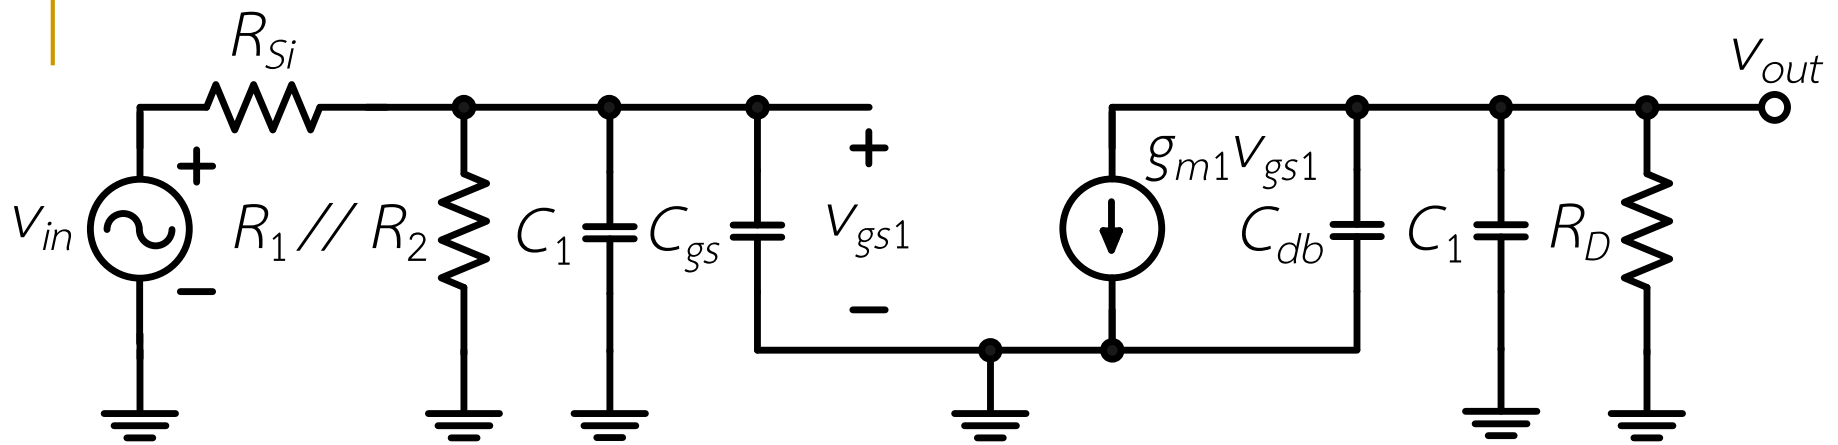 R_Si
v_out
v_in
+
−
R_1 // R_2
C_1
C_gs
+
v_gs1
−
g_m1 v_gs1
C_db
C_1
R_D